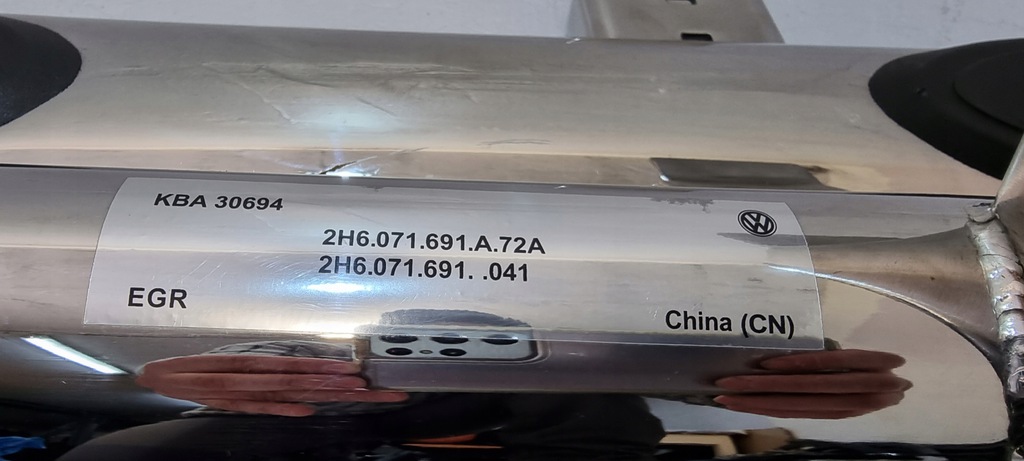 KBA 30694
2H6.071.691.A.72A
2H6.071.691. .041
EGR
China (CN)